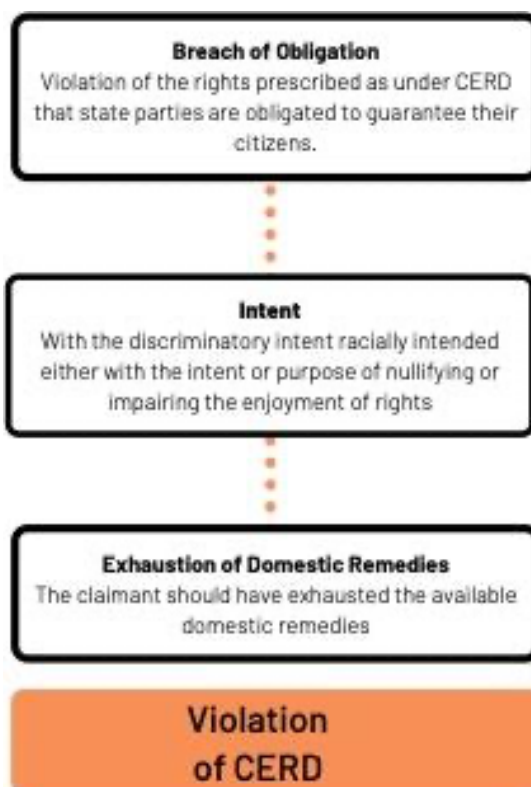 Breach of Obligation
Violation of the rights prescribed as under CERD
that state parties are obligated to guarantee their
citizens.
Intent
With the discriminatory intent racially intended
either with the intent or purpose of nullifying or
impairing the enjoyment of rights
Exhaustion of Domestic Remedies
The claimant should have exhausted the available
domestic remedies
Violation
of CERD